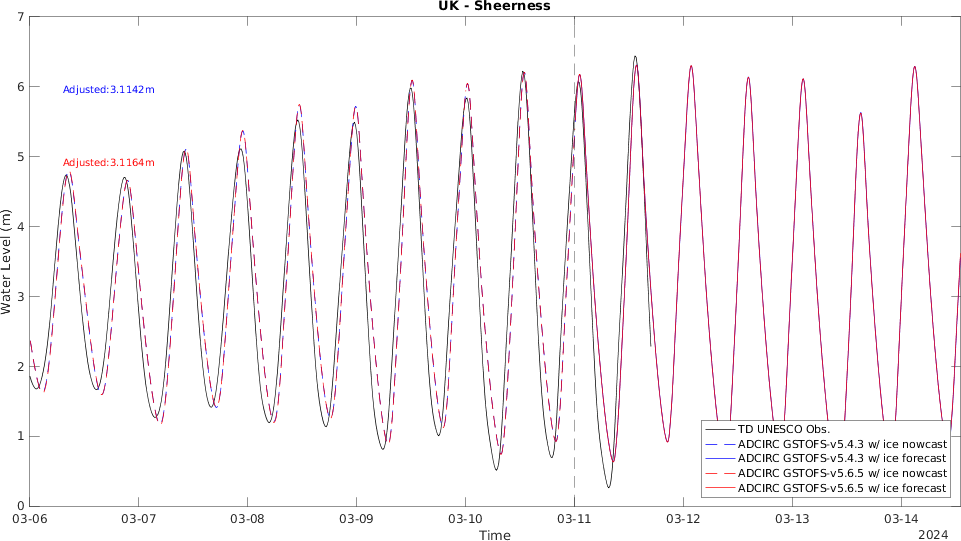 UK - Sheerness
7
6
5
4
3
2
1
0
Water Level (m)
Adjusted:3.1142m
Adjusted:3.1164m
TD UNESCO Obs.
ADCIRC GSTOFS-v5.4.3 w/ ice nowcast
ADCIRC GSTOFS-v5.4.3 w/ ice forecast
ADCIRC GSTOFS-v5.6.5 w/ ice nowcast
ADCIRC GSTOFS-v5.6.5 w/ ice forecast
03-06 03-07 03-08 03-09 03-10 03-11 03-12 03-13 03-14
Time
2024